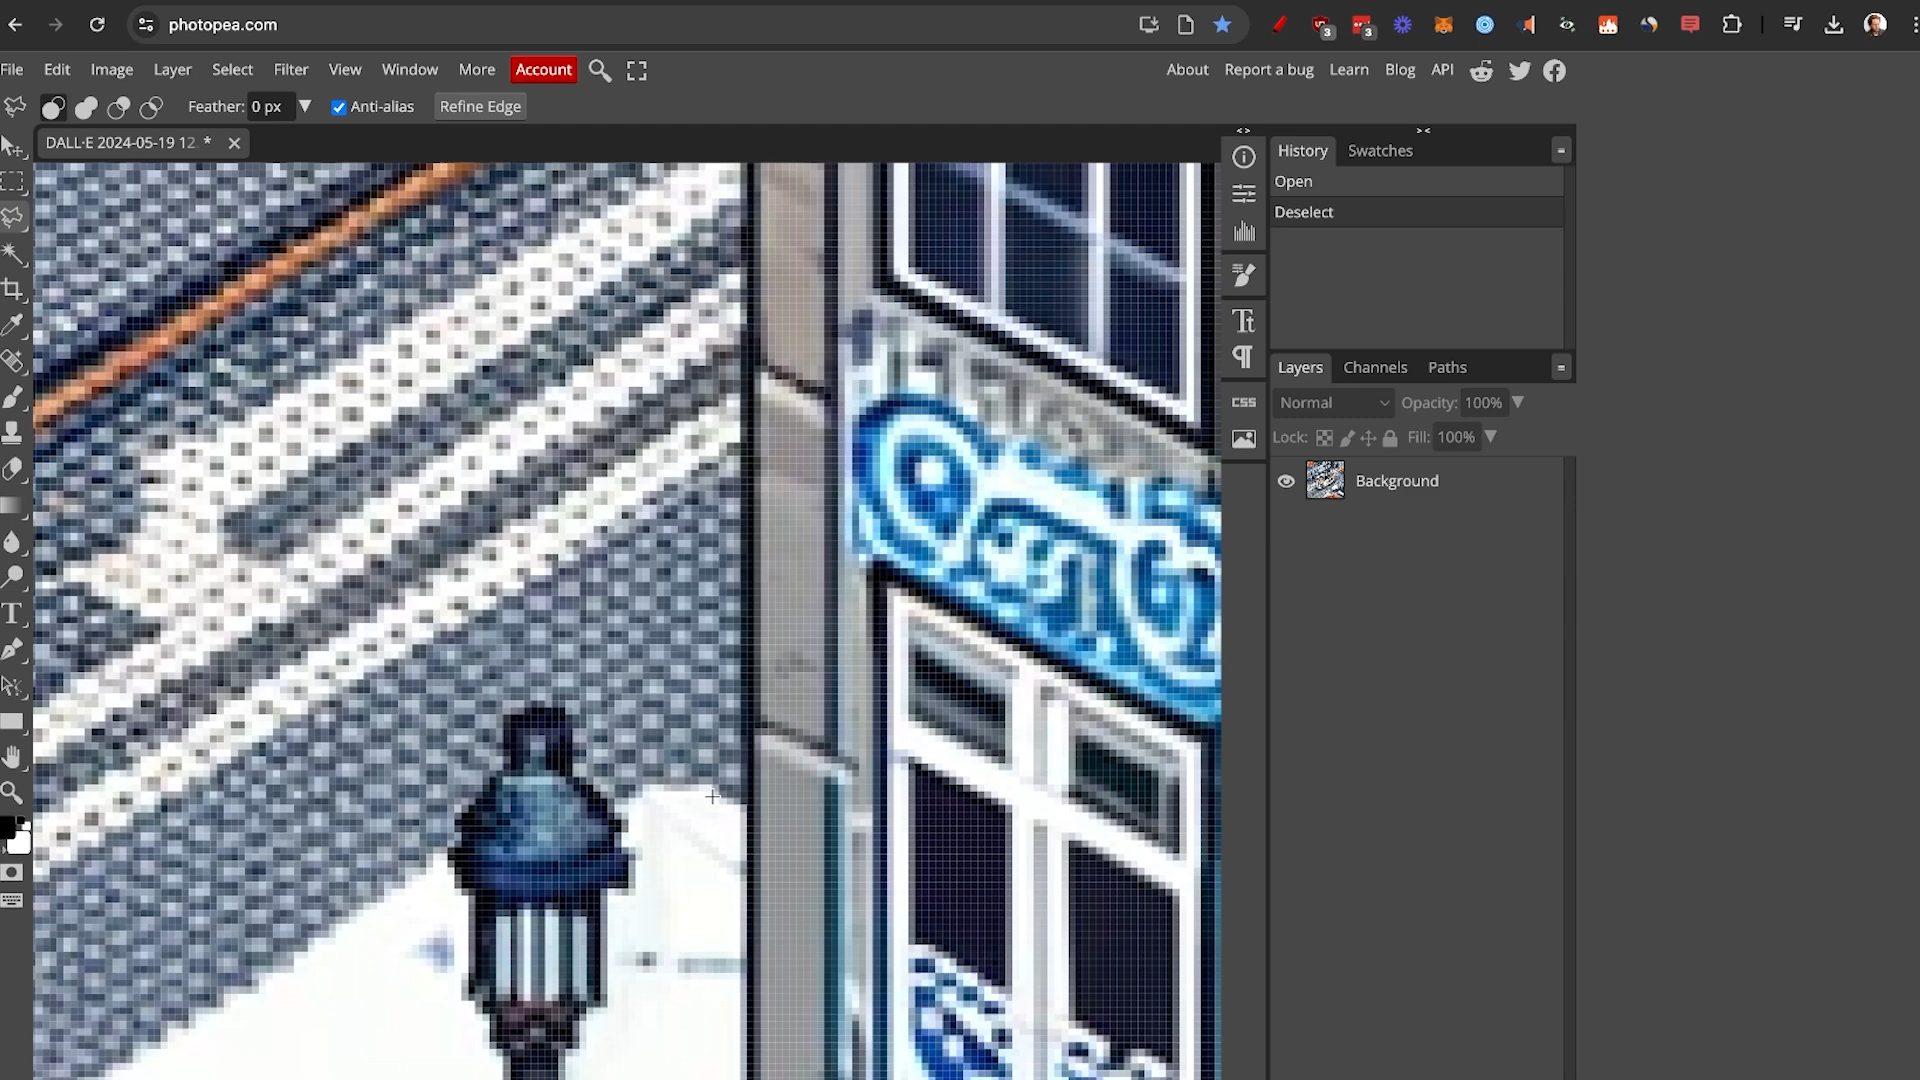 photopea.com
3
3
File Edit Image Layer Select Filter View Window More Account
About Report a bug Learn Blog API
Feather: 0 px Anti-alias Refine Edge
DALL·E 2024-05-19 12 *
History Swatches
Open
Deselect
Layers Channels Paths
Normal Opacity: 100%
Lock: Fill: 100%
CSS
Background